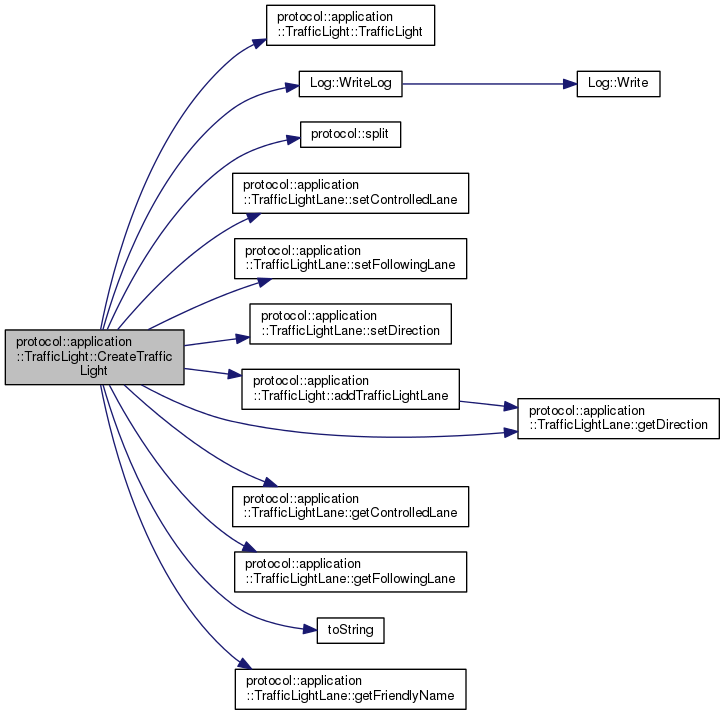 protocol::application
::TrafficLight::TrafficLight
Log::WriteLog
Log::Write
protocol::split
protocol::application
::TrafficLightLane::setControlledLane
protocol::application
::TrafficLightLane::setFollowingLane
protocol::application
::TrafficLightLane::setDirection
protocol::application
::TrafficLight::CreateTraffic
Light
protocol::application
::TrafficLight::addTrafficLightLane
protocol::application
::TrafficLightLane::getDirection
protocol::application
::TrafficLightLane::getControlledLane
protocol::application
::TrafficLightLane::getFollowingLane
toString
protocol::application
::TrafficLightLane::getFriendlyName